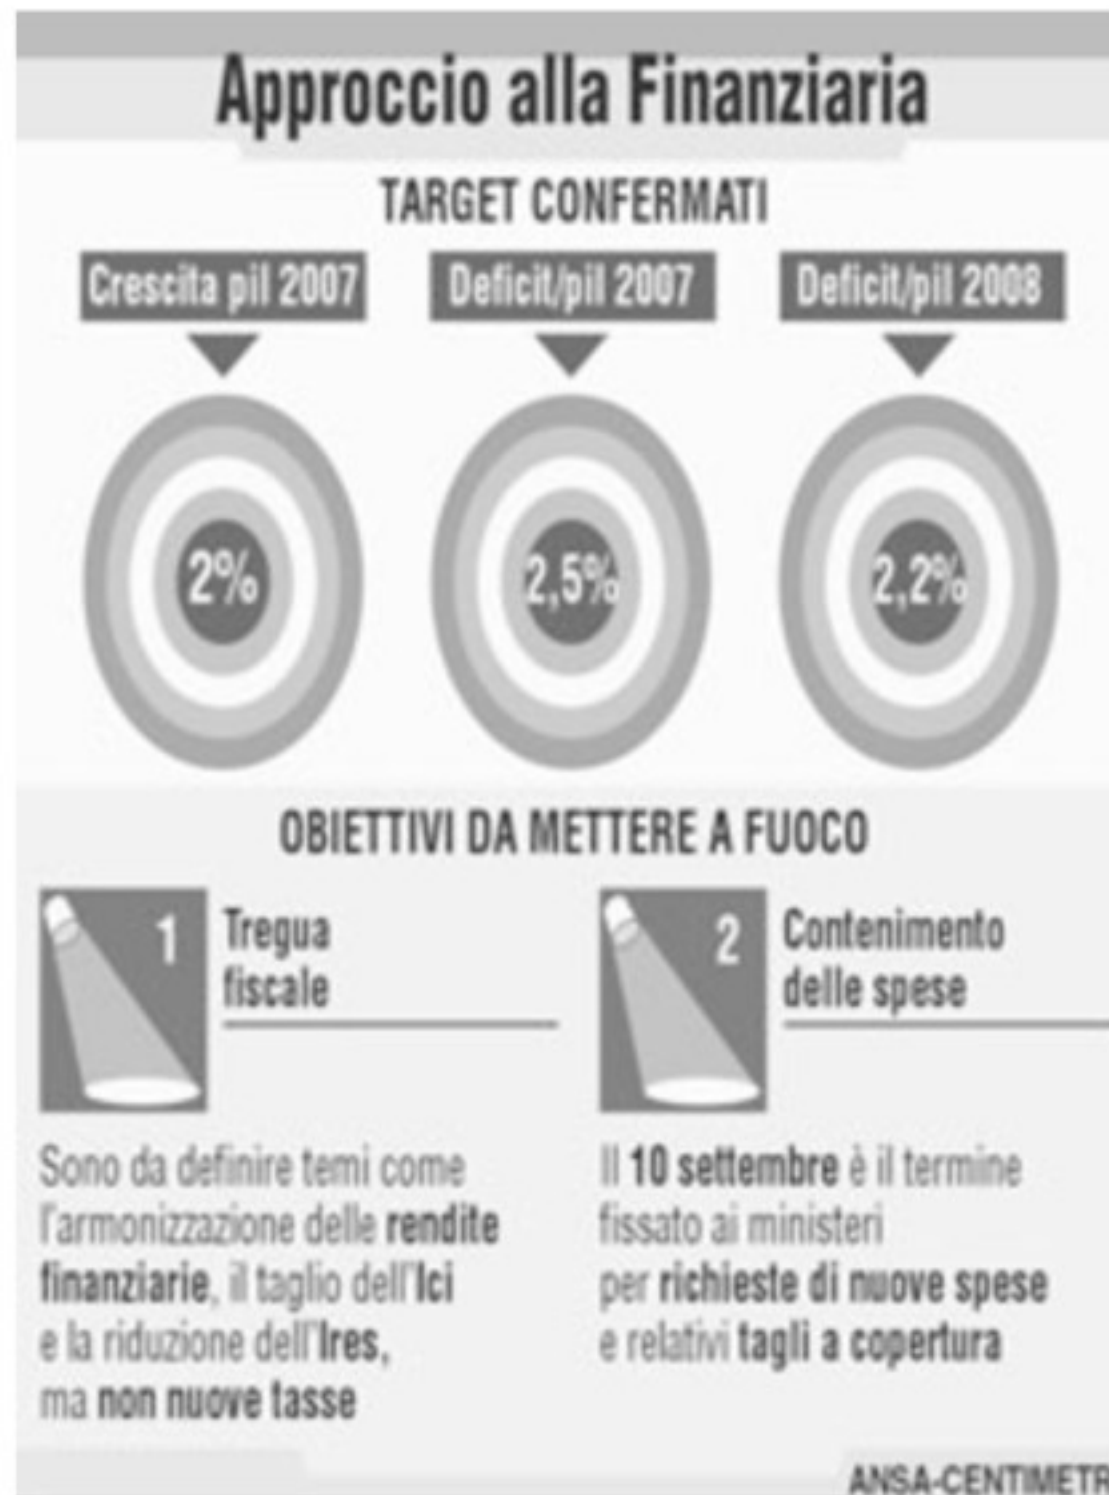 Approccio alla Finanziaria
TARGET CONFERMATI
Crescita pil 2007
Deficit/pil 2007
Deficit/pil 2008
2%
2,5%
2,2%
OBIETTIVI DA METTERE A FUOCO
1
Tregua
fiscale
Sono da definire temi come
l'armonizzazione delle rendite
finanziarie, il taglio dell'Ici
e la riduzione dell'Ires,
ma non nuove tasse
2
Contenimento
delle spese
Il 10 settembre è il termine
fissato ai ministeri
per richieste di nuove spese
e relativi tagli a copertura
ANSA-CENTIMETR